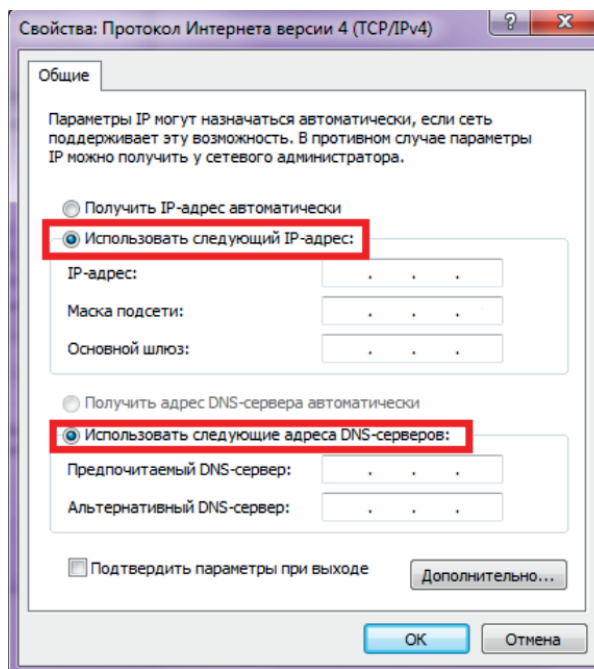 Свойства: Протокол Интернета версии 4 (TCP/IPv4)
Общие
Параметры IP могут назначаться автоматически, если сеть
поддерживает эту возможность. В противном случае параметры
IP можно получить у сетевого администратора.
Получить IP-адрес автоматически
Использовать следующий IP-адрес:
IP-адрес:
Маска подсети:
Основной шлюз:
Получить адрес DNS-сервера автоматически
Использовать следующие адреса DNS-серверов:
Предпочитаемый DNS-сервер:
Альтернативный DNS-сервер:
Подтвердить параметры при выходе
Дополнительно...
ОК
Отмена